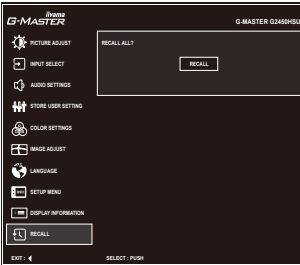 iiyama
G-MASTER
G-MASTER G2450HSU
PICTURE ADJUST
RECALL ALL?
INPUT SELECT
RECALL
AUDIO SETTINGS
STORE USER SETTING
COLOR SETTINGS
IMAGE ADJUST
LANGUAGE
SETUP MENU
DISPLAY INFORMATION
RECALL
EXIT :
SELECT : PUSH